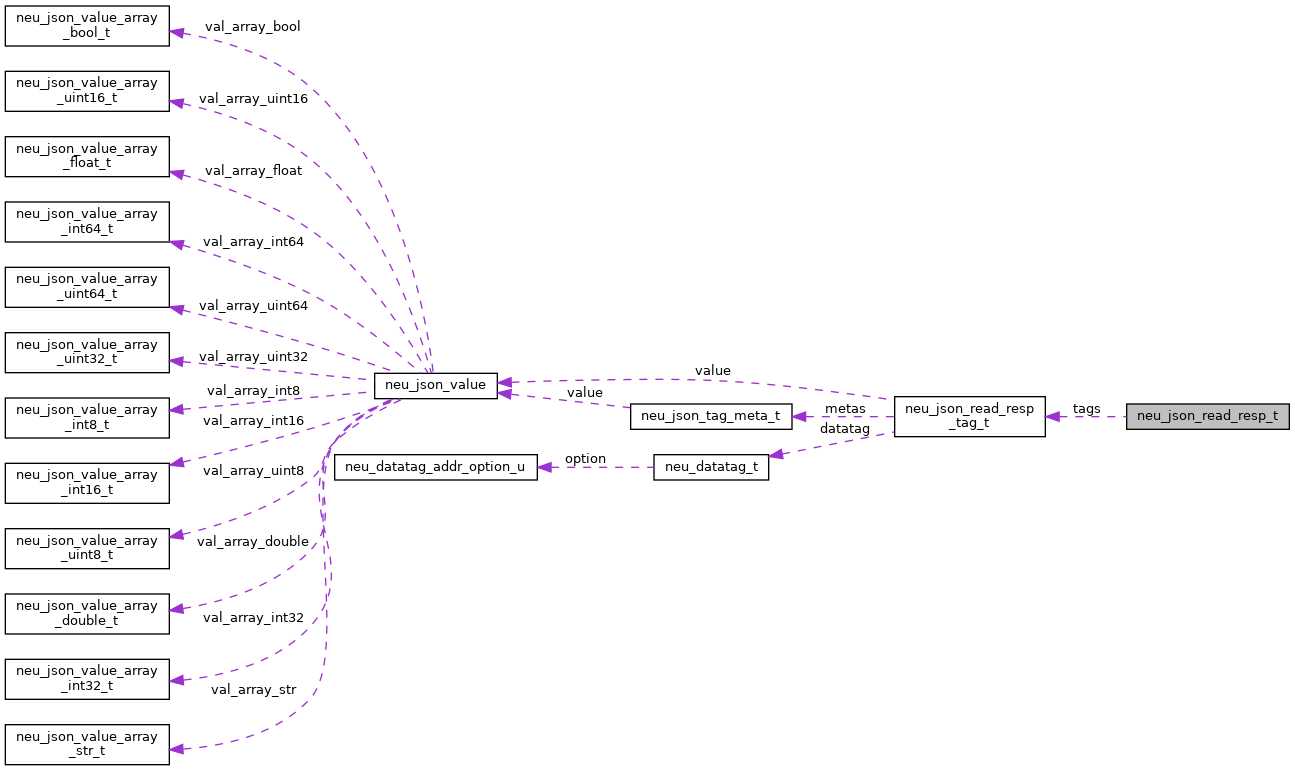 neu_json_value_array
_bool_t
val_array_bool
neu_json_value_array
_uint16_t
val_array_uint16
neu_json_value_array
_float_t
val_array_float
neu_json_value_array
_int64_t
val_array_int64
neu_json_value_array
_uint64_t
val_array_uint64
neu_json_value_array
_uint32_t
val_array_uint32
neu_json_value_array
_int8_t
val_array_int8
neu_json_value_array
_int16_t
val_array_int16
neu_json_value_array
_uint8_t
val_array_uint8
neu_json_value_array
_double_t
val_array_double
neu_json_value_array
_int32_t
val_array_int32
neu_json_value_array
_str_t
val_array_str
neu_json_value
value
value
neu_json_tag_meta_t
metas
datatag
neu_json_read_resp
_tag_t
tags
neu_json_read_resp_t
neu_datatag_addr_option_u
option
neu_datatag_t